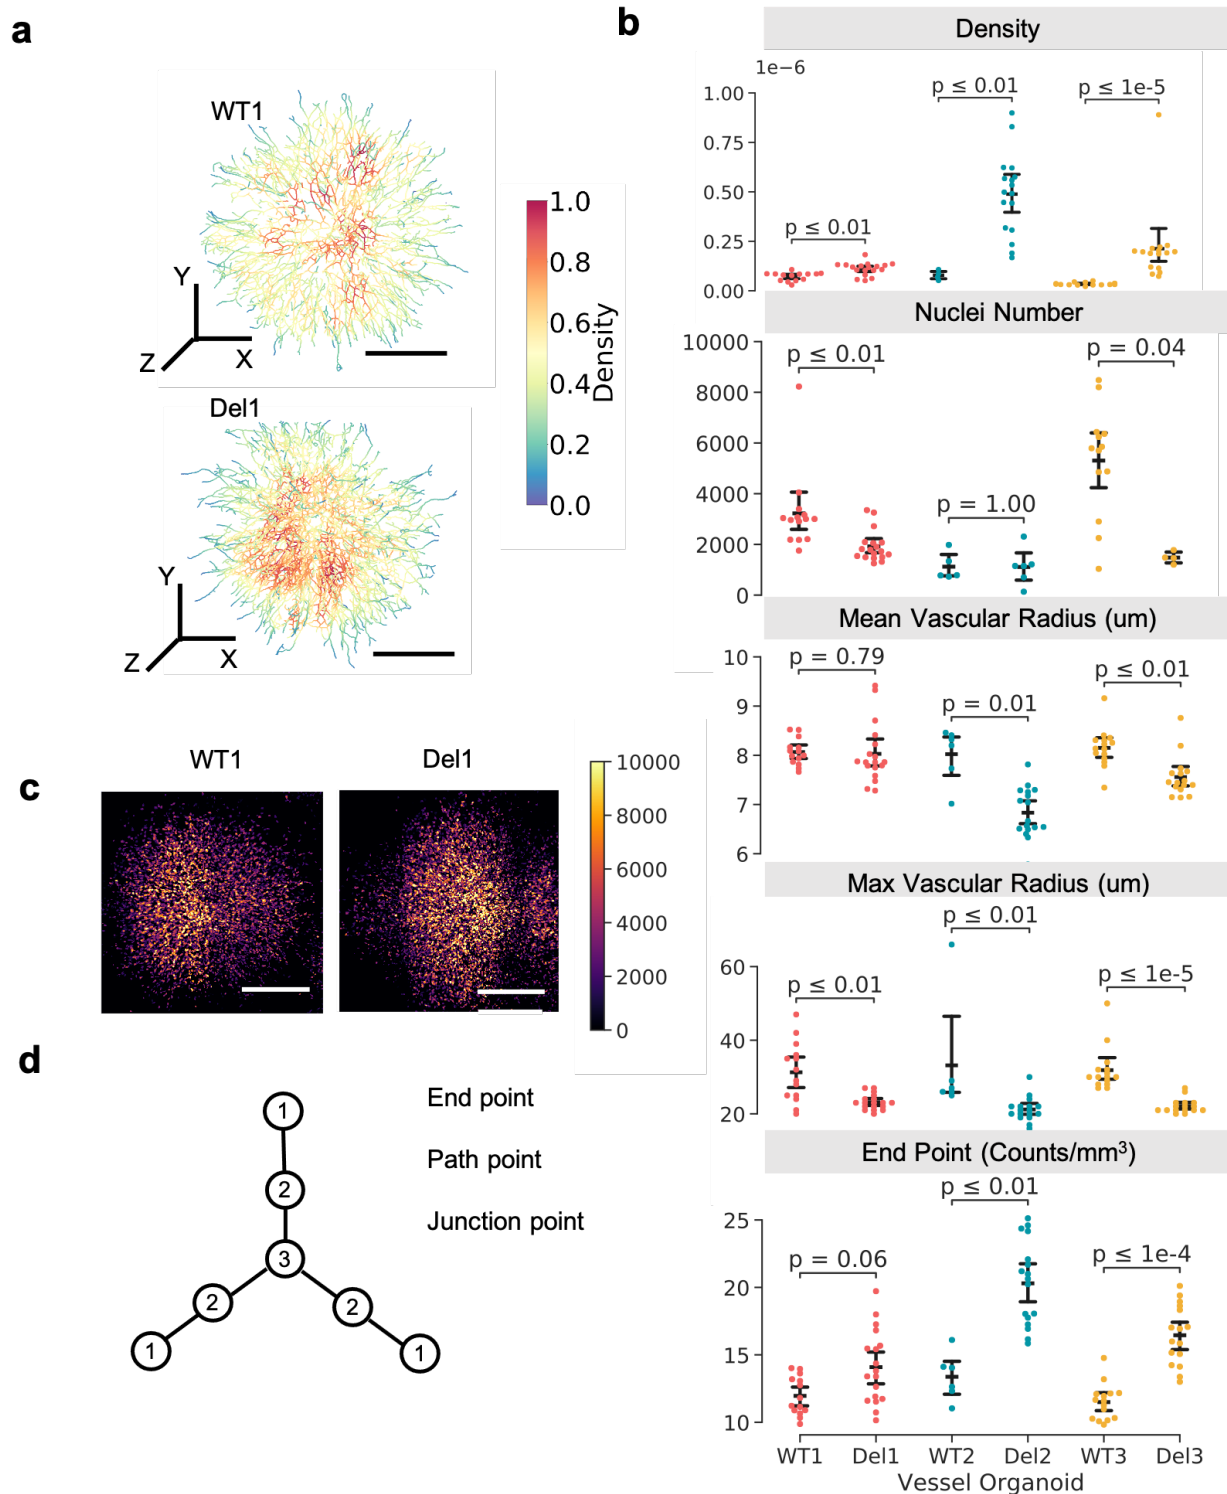 a
WT1
Y
Z
X
Del1
Y
Z
X
1.0
0.8
0.6
0.4
0.2
0.0
Density
b
Density
1e−6
1.00
0.75
0.50
0.25
0.00
p ≤ 0.01
p ≤ 0.01
p ≤ 1e-5
Nuclei Number
10000
8000
6000
4000
2000
0
p ≤ 0.01
p = 1.00
p = 0.04
Mean Vascular Radius (um)
10
9
8
7
6
p = 0.79
p = 0.01
p ≤ 0.01
Max Vascular Radius (um)
60
40
20
p ≤ 0.01
p ≤ 0.01
p ≤ 1e-5
End Point (Counts/mm³)
25
20
15
10
p = 0.06
p ≤ 0.01
p ≤ 1e-4
WT1 Del1 WT2 Del2 WT3 Del3
Vessel Organoid
c
WT1
Del1
10000
8000
6000
4000
2000
0
d
1
2
3
2
2
1
1
End point
Path point
Junction point